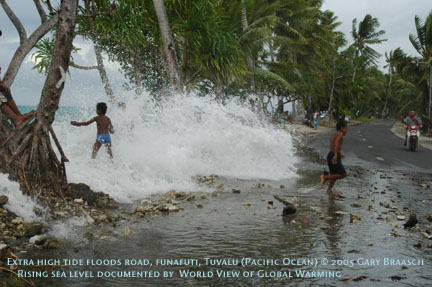 Extra high tide floods road, Funafuti, Tuvalu (Pacific Ocean) © 2005 Gary Braasch
Rising sea level documented by World View of Global Warming